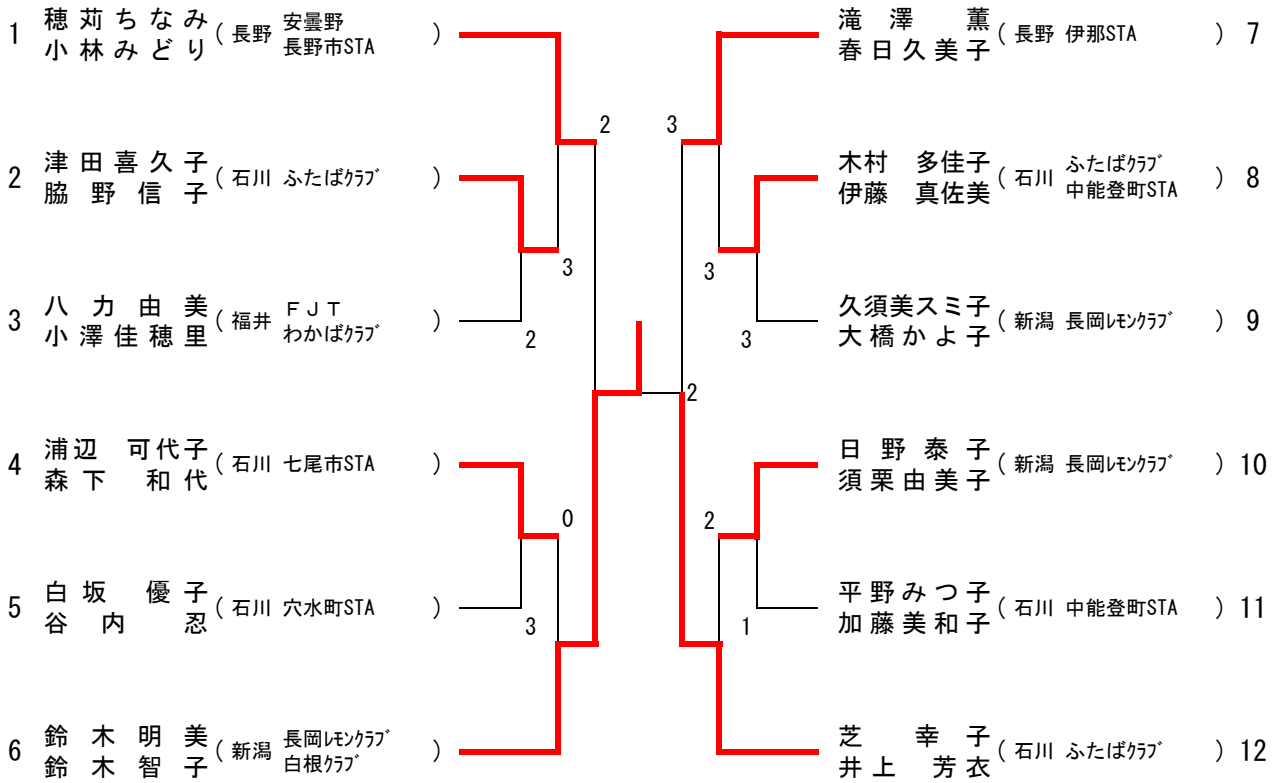 1 穂苅ちなみ 小林みどり ( 長野 安曇野 長野市STA )
2 津田喜久子 脇野信子 ( 石川 ふたばｸﾗﾌﾞ )
3 八力由美 小澤佳穂里 ( 福井 ＦＪＴ わかばｸﾗﾌﾞ )
4 浦辺 可代子 森下 和代 ( 石川 七尾市STA )
5 白坂優子 谷内忍 ( 石川 穴水町STA )
6 鈴木明美 鈴木智子 ( 新潟 長岡ﾚﾓﾝｸﾗﾌﾞ 白根ｸﾗﾌﾞ )
2
3
2
0
3
3
3
3
2
2
1
滝澤薫 春日久美子 ( 長野 伊那STA ) 7
木村 多佳子 伊藤 真佐美 ( 石川 ふたばｸﾗﾌﾞ 中能登町STA ) 8
久須美スミ子 大橋かよ子 ( 新潟 長岡ﾚﾓﾝｸﾗﾌﾞ ) 9
日野泰子 須栗由美子 ( 新潟 長岡ﾚﾓﾝｸﾗﾌﾞ ) 10
平野みつ子 加藤美和子 ( 石川 中能登町STA ) 11
芝幸子 井上芳衣 ( 石川 ふたばｸﾗﾌﾞ ) 12